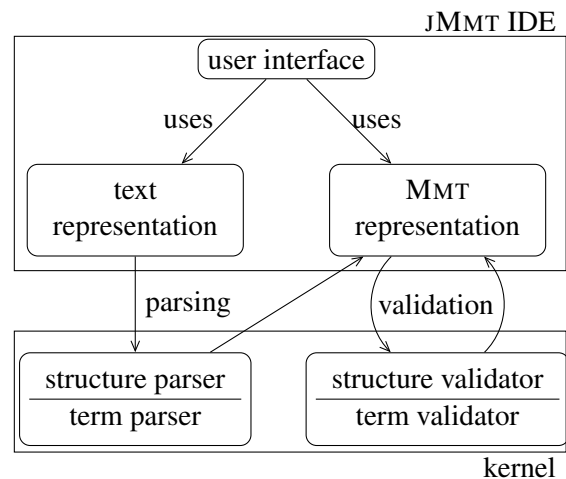 JMMT IDE
user interface
uses
uses
text
representation
MMT
representation
parsing
validation
structure parser
term parser
structure validator
term validator
kernel